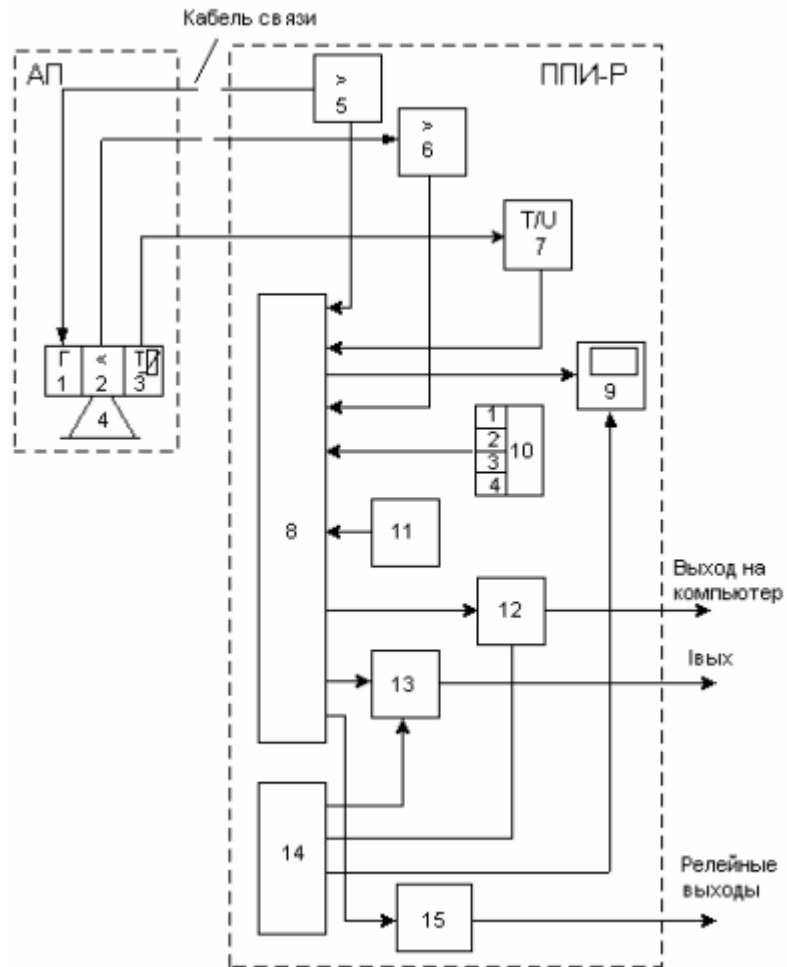 Кабель связи
АП
ППИ-Р
>
5
>
6
T/U
7
Г
<
T
1
2
3
4
9
1
2
3
4
10
8
11
Выход на
компьютер
12
Iвых
13
14
Релейные
выходы
15